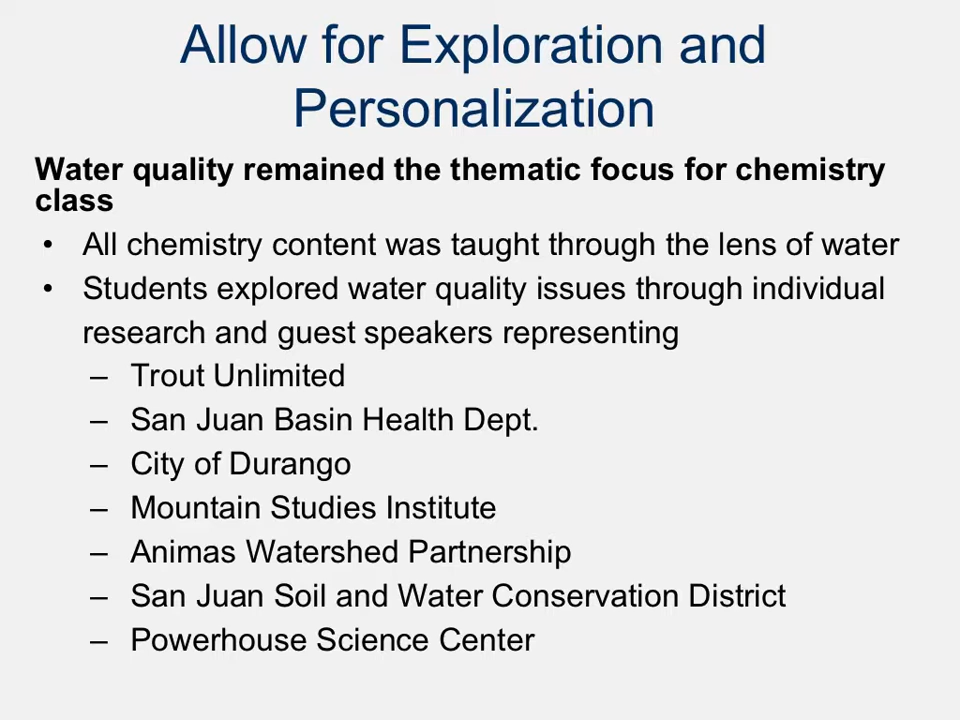 Allow for Exploration and
Personalization
Water quality remained the thematic focus for chemistry
class
• All chemistry content was taught through the lens of water
• Students explored water quality issues through individual
research and guest speakers representing
– Trout Unlimited
– San Juan Basin Health Dept.
– City of Durango
– Mountain Studies Institute
– Animas Watershed Partnership
– San Juan Soil and Water Conservation District
– Powerhouse Science Center